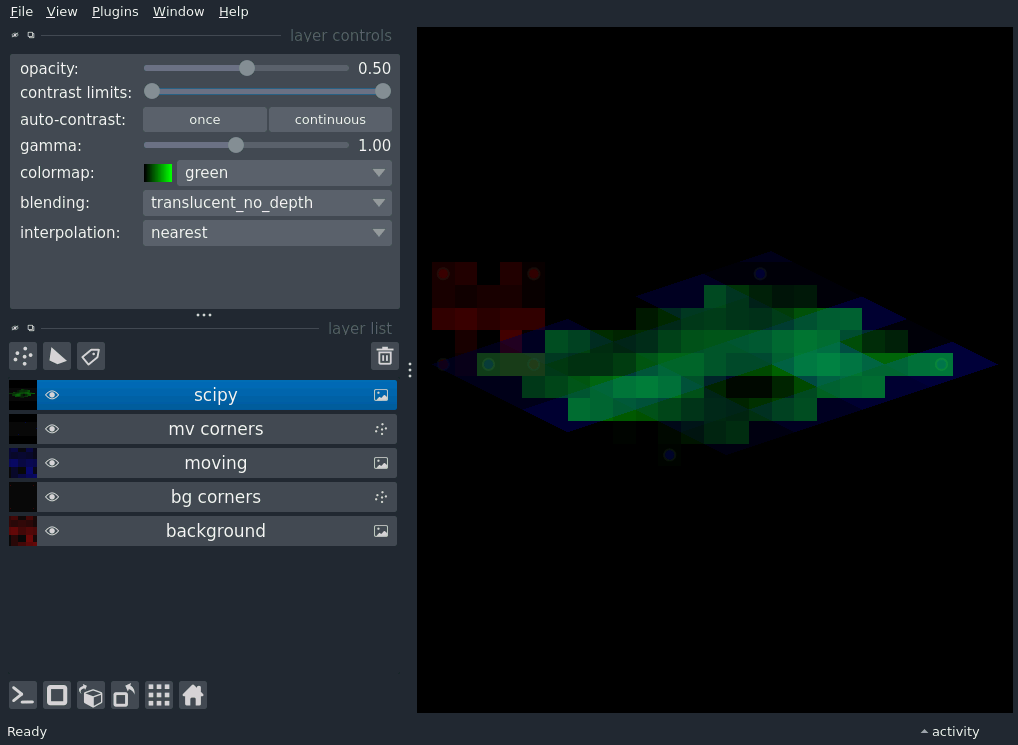 File View Plugins Window Help
layer controls
opacity: 0.50
contrast limits:
auto-contrast: once continuous
gamma: 1.00
colormap: green
blending: translucent_no_depth
interpolation: nearest
layer list
scipy
mv corners
moving
bg corners
background
Ready activity